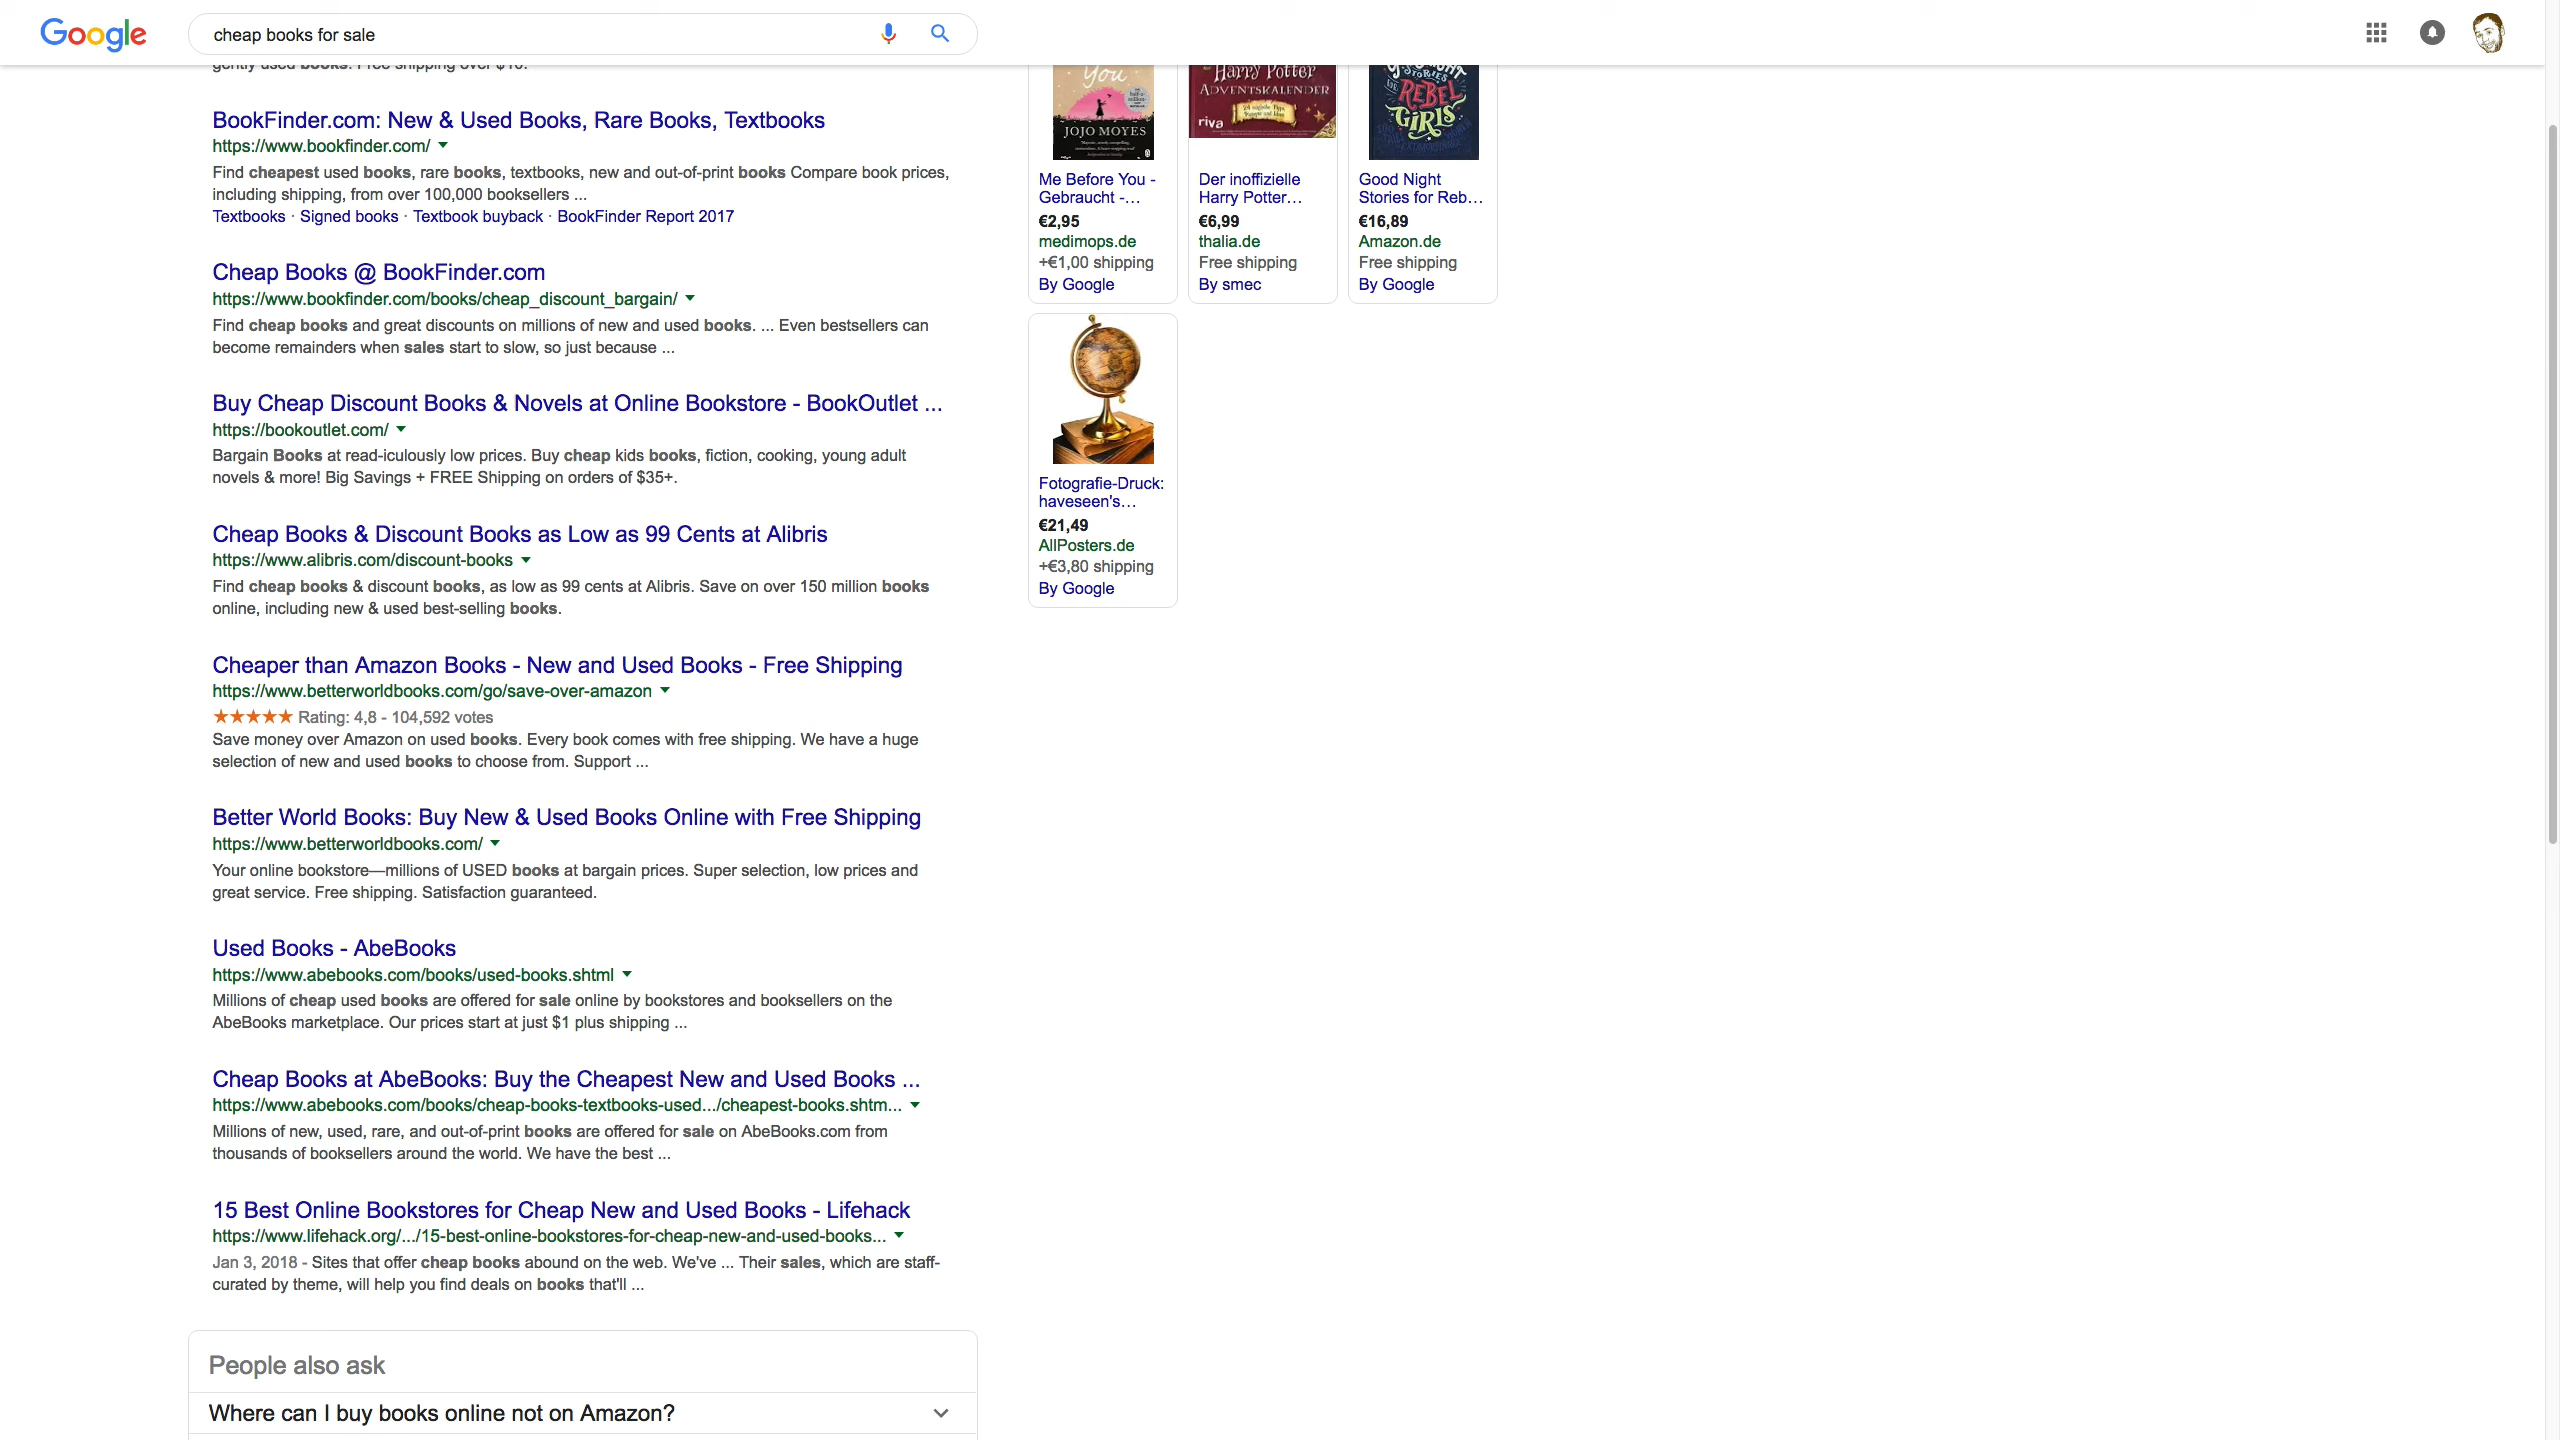 Google
cheap books for sale
gently used books. Free shipping over $10.
BookFinder.com: New & Used Books, Rare Books, Textbooks
https://www.bookfinder.com/
Find cheapest used books, rare books, textbooks, new and out-of-print books Compare book prices,
including shipping, from over 100,000 booksellers ...
Textbooks · Signed books · Textbook buyback · BookFinder Report 2017
Cheap Books @ BookFinder.com
https://www.bookfinder.com/books/cheap_discount_bargain/
Find cheap books and great discounts on millions of new and used books. ... Even bestsellers can
become remainders when sales start to slow, so just because ...
Buy Cheap Discount Books & Novels at Online Bookstore - BookOutlet ...
https://bookoutlet.com/
Bargain Books at read-iculously low prices. Buy cheap kids books, fiction, cooking, young adult
novels & more! Big Savings + FREE Shipping on orders of $35+.
Cheap Books & Discount Books as Low as 99 Cents at Alibris
https://www.alibris.com/discount-books
Find cheap books & discount books, as low as 99 cents at Alibris. Save on over 150 million books
online, including new & used best-selling books.
Cheaper than Amazon Books - New and Used Books - Free Shipping
https://www.betterworldbooks.com/go/save-over-amazon
Rating: 4,8 - 104,592 votes
Save money over Amazon on used books. Every book comes with free shipping. We have a huge
selection of new and used books to choose from. Support ...
Better World Books: Buy New & Used Books Online with Free Shipping
https://www.betterworldbooks.com/
Your online bookstore—millions of USED books at bargain prices. Super selection, low prices and
great service. Free shipping. Satisfaction guaranteed.
Used Books - AbeBooks
https://www.abebooks.com/books/used-books.shtml
Millions of cheap used books are offered for sale online by bookstores and booksellers on the
AbeBooks marketplace. Our prices start at just $1 plus shipping ...
Cheap Books at AbeBooks: Buy the Cheapest New and Used Books ...
https://www.abebooks.com/books/cheap-books-textbooks-used.../cheapest-books.shtm...
Millions of new, used, rare, and out-of-print books are offered for sale on AbeBooks.com from
thousands of booksellers around the world. We have the best ...
15 Best Online Bookstores for Cheap New and Used Books - Lifehack
https://www.lifehack.org/.../15-best-online-bookstores-for-cheap-new-and-used-books...
Jan 3, 2018 - Sites that offer cheap books abound on the web. We've ... Their sales, which are staff-
curated by theme, will help you find deals on books that'll ...
People also ask
Where can I buy books online not on Amazon?
You
JOJO MOYES
Me Before You -
Gebraucht -...
€2,95
medimops.de
+€1,00 shipping
By Google
Harry Potter
ADVENTSKALENDER
riva
Der inoffizielle
Harry Potter...
€6,99
thalia.de
Free shipping
By smec
STORIES
REBEL
GIRLS
Good Night
Stories for Reb...
€16,89
Amazon.de
Free shipping
By Google
Fotografie-Druck:
haveseen's...
€21,49
AllPosters.de
+€3,80 shipping
By Google